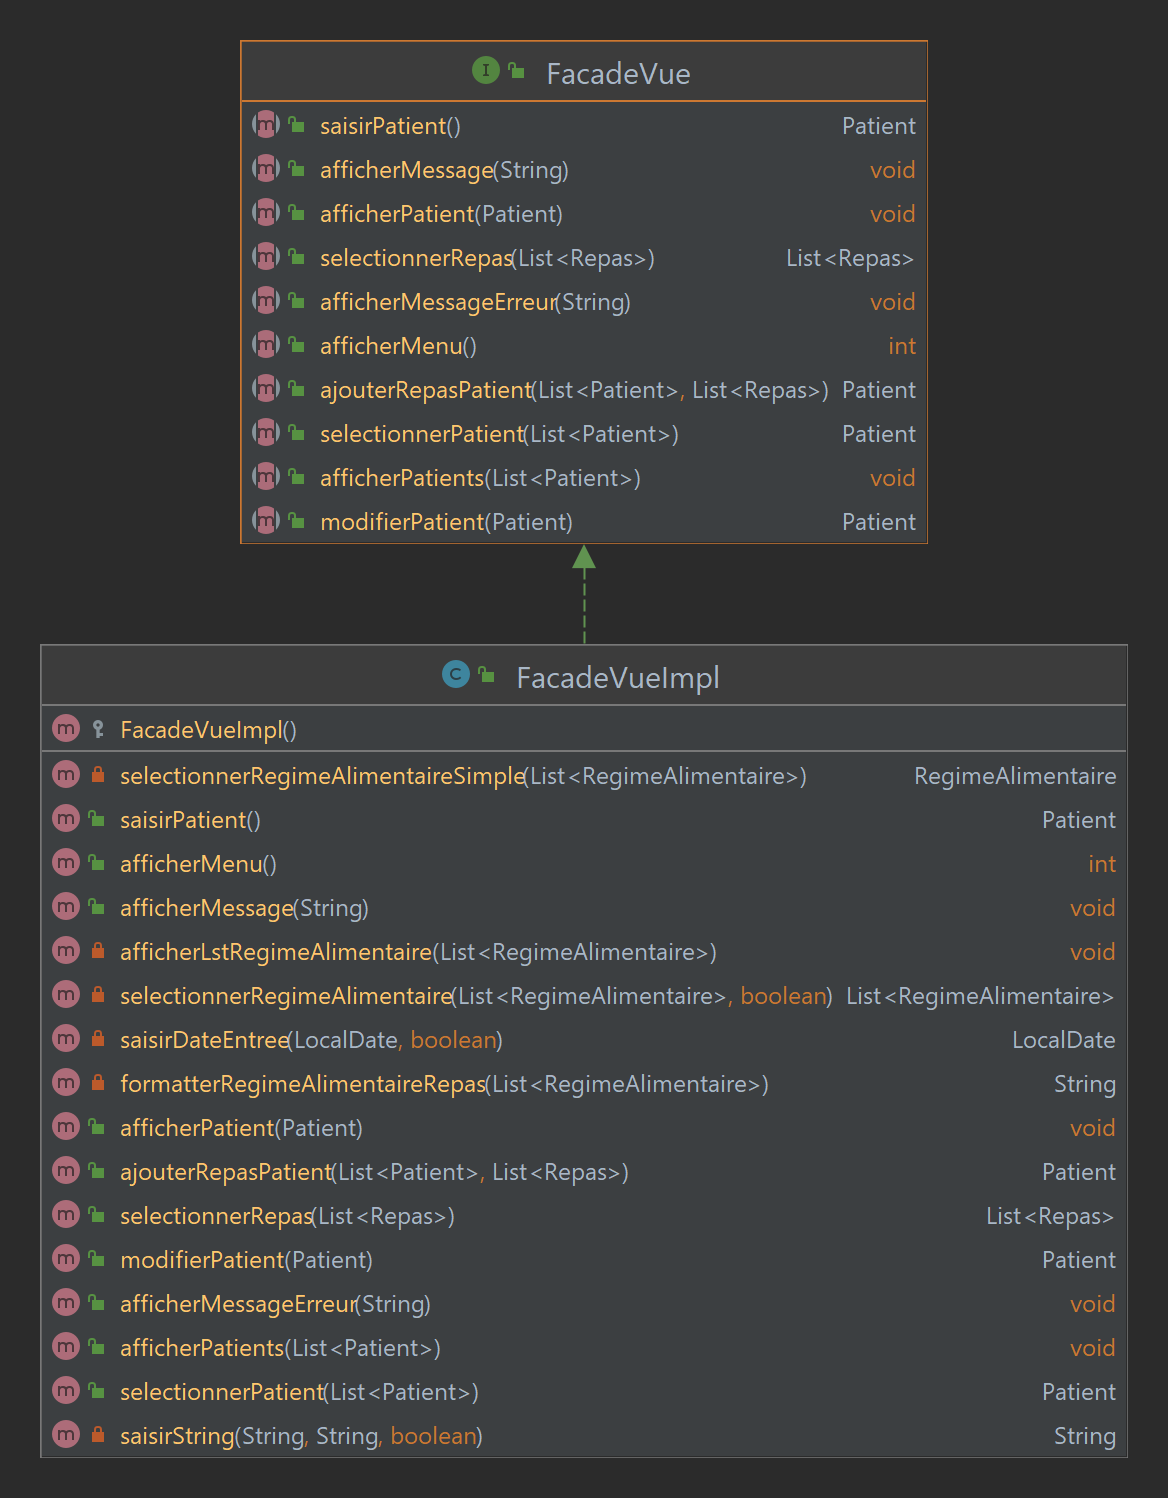 I FacadeVue
m saisirPatient() Patient
m afficherMessage(String) void
m afficherPatient(Patient) void
m selectionnerRepas(List<Repas>) List<Repas>
m afficherMessageErreur(String) void
m afficherMenu() int
m ajouterRepasPatient(List<Patient>, List<Repas>) Patient
m selectionnerPatient(List<Patient>) Patient
m afficherPatients(List<Patient>) void
m modifierPatient(Patient) Patient
C FacadeVueImpl
m FacadeVueImpl()
m selectionnerRegimeAlimentaireSimple(List<RegimeAlimentaire>) RegimeAlimentaire
m saisirPatient() Patient
m afficherMenu() int
m afficherMessage(String) void
m afficherLstRegimeAlimentaire(List<RegimeAlimentaire>) void
m selectionnerRegimeAlimentaire(List<RegimeAlimentaire>, boolean) List<RegimeAlimentaire>
m saisirDateEntree(LocalDate, boolean) LocalDate
m formatterRegimeAlimentaireRepas(List<RegimeAlimentaire>) String
m afficherPatient(Patient) void
m ajouterRepasPatient(List<Patient>, List<Repas>) Patient
m selectionnerRepas(List<Repas>) List<Repas>
m modifierPatient(Patient) Patient
m afficherMessageErreur(String) void
m afficherPatients(List<Patient>) void
m selectionnerPatient(List<Patient>) Patient
m saisirString(String, String, boolean) String